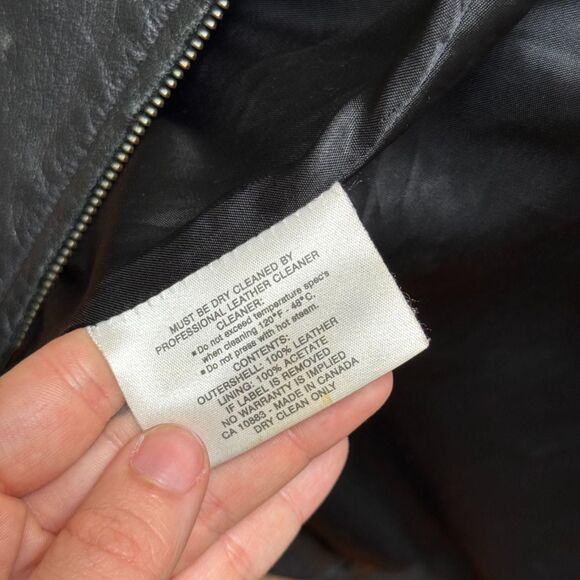 MUST BE DRY CLEANED BY
PROFESSIONAL LEATHER CLEANER
CLEANER:
■ Do not exceed temperature spec's
when cleaning 120°F - 48°C.
■ Do not press with hot steem.
CONTENTS:
OUTERSHELL: 100% LEATHER
LINING: 100% ACETATE
IF LABEL IS REMOVED
NO WARRANTY IS IMPLIED
CA 10883 - MADE IN CANADA
DRY CLEAN ONLY